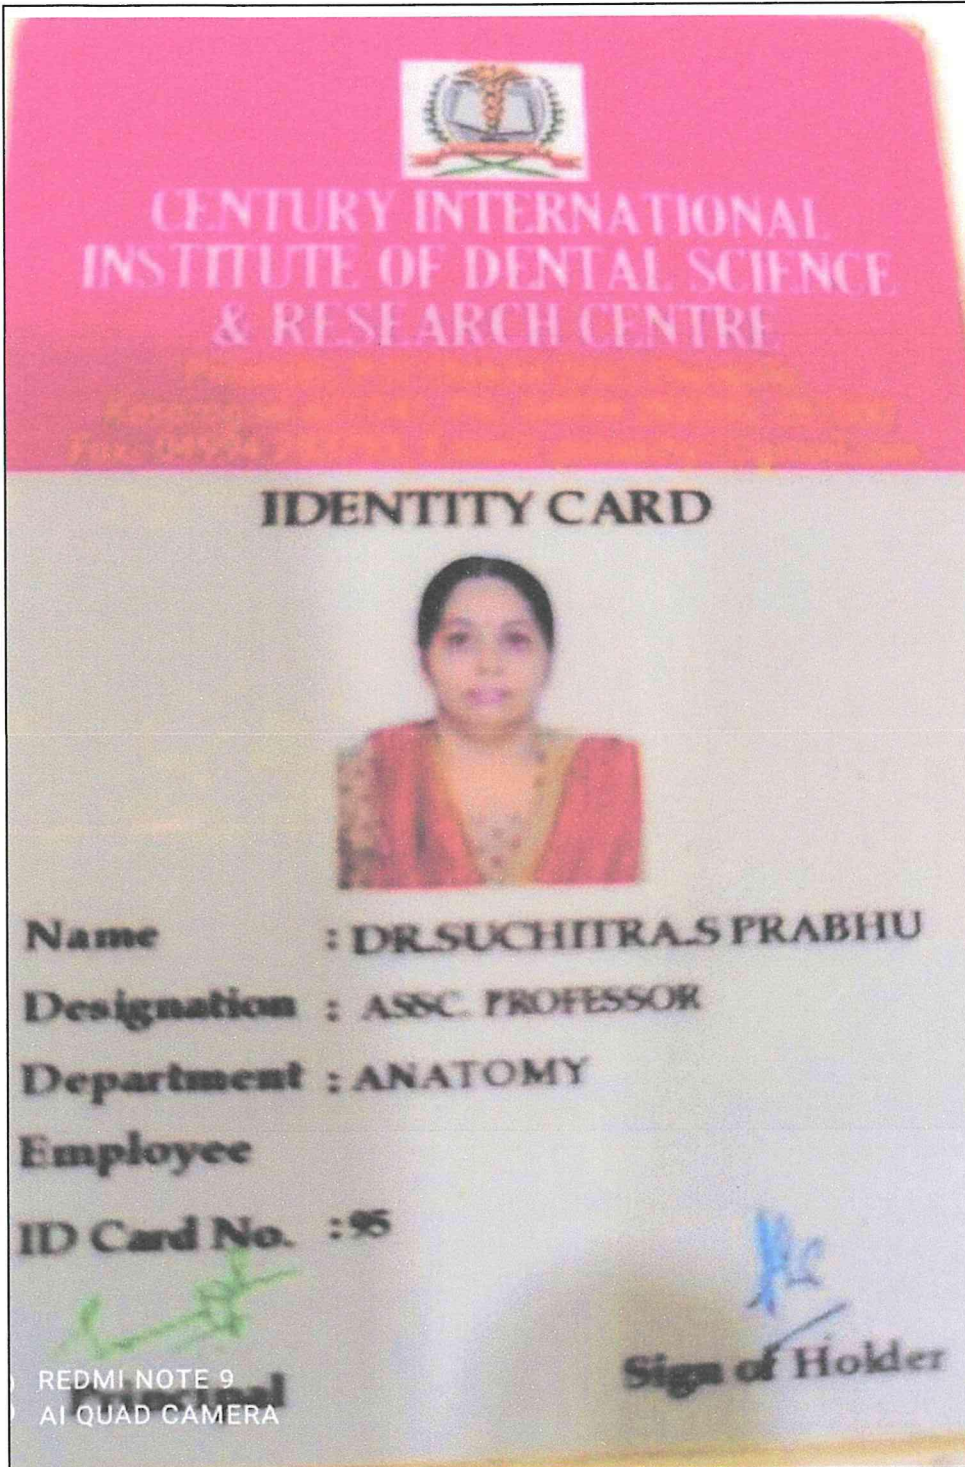 CENTURY INTERNATIONAL
INSTITUTE OF DENTAL SCIENCE
& RESEARCH CENTRE
IDENTITY CARD
Name : DR.SUCHITRA.S PRABHU
Designation : ASSC. PROFESSOR
Department : ANATOMY
Employee
ID Card No. : 95
Principal
Sign of Holder
REDMI NOTE 9
AI QUAD CAMERA